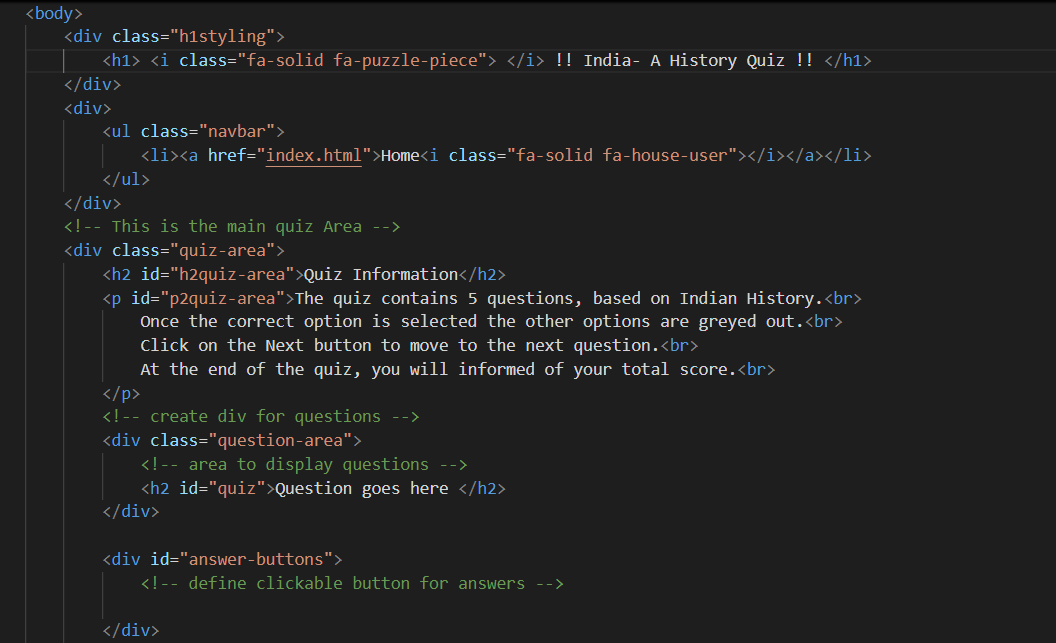 <body>
<div class="h1styling">
<h1> <i class="fa-solid fa-puzzle-piece"> </i> !! India- A History Quiz !! </h1>
</div>
<div>
<ul class="navbar">
<li><a href="index.html">Home<i class="fa-solid fa-house-user"></i></a></li>
</ul>
</div>
<!-- This is the main quiz Area -->
<div class="quiz-area">
<h2 id="h2quiz-area">Quiz Information</h2>
<p id="p2quiz-area">The quiz contains 5 questions, based on Indian History.<br>
Once the correct option is selected the other options are greyed out.<br>
Click on the Next button to move to the next question.<br>
At the end of the quiz, you will informed of your total score.<br>
</p>
<!-- create div for questions -->
<div class="question-area">
<!-- area to display questions -->
<h2 id="quiz">Question goes here </h2>
</div>
<div id="answer-buttons">
<!-- define clickable button for answers -->
</div>